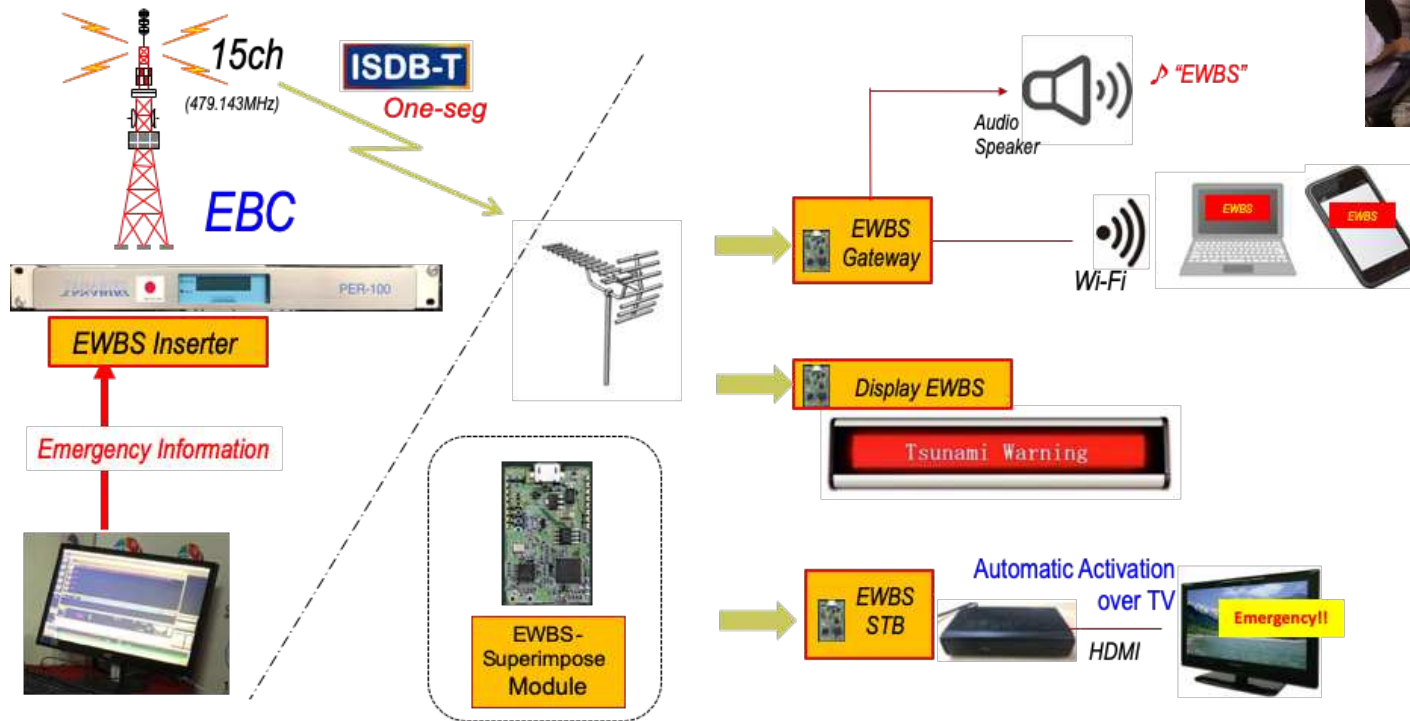 15ch
(479.143MHz)
ISDB-T
One-seg
EBC
PER-100
EWBS Inserter
Emergency Information
EWBS-
Superimpose
Module
Audio
Speaker
♪ “EWBS”
EWBS
Gateway
Wi-Fi
EWBS
EWBS
Display EWBS
Tsunami Warning
EWBS
STB
Automatic Activation
over TV
HDMI
Emergency!!